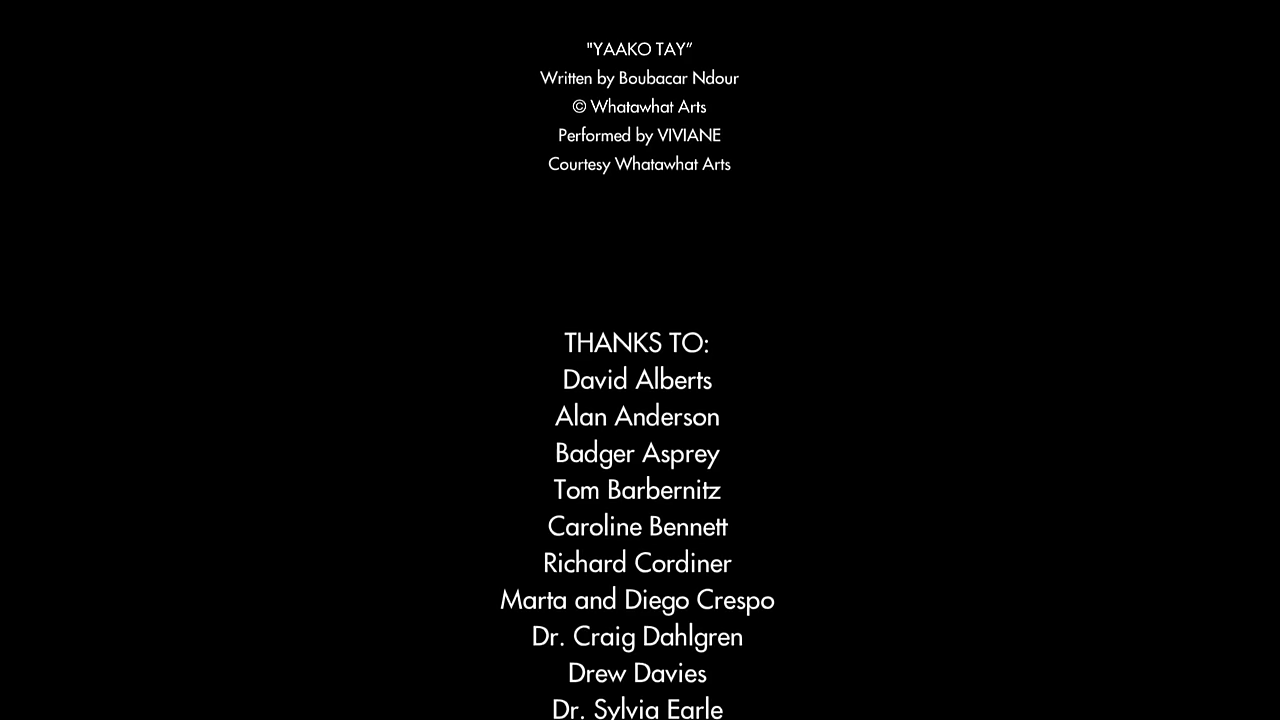 "YAAKO TAY”
Written by Boubacar Ndour
© Whatawhat Arts
Performed by VIVIANE
Courtesy Whatawhat Arts
THANKS TO:
David Alberts
Alan Anderson
Badger Asprey
Tom Barbernitz
Caroline Bennett
Richard Cordiner
Marta and Diego Crespo
Dr. Craig Dahlgren
Drew Davies
Dr. Sylvia Earle